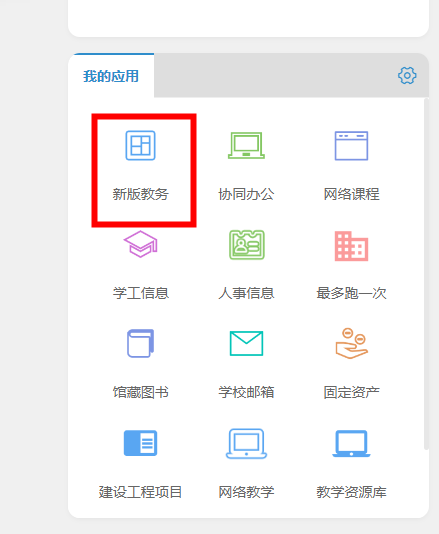 我的应用
新版教务 协同办公 网络课程
学工信息 人事信息 最多跑一次
馆藏图书 学校邮箱 固定资产
建设工程项目 网络教学 教学资源库